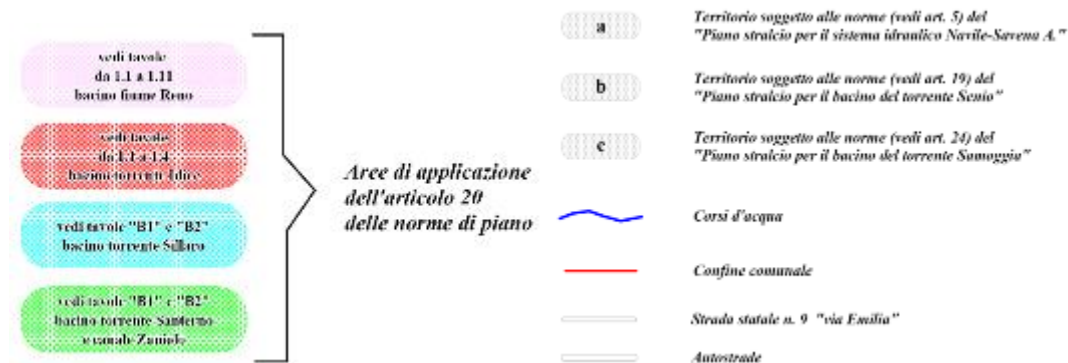 vedi tavole
da 1.1 a 1.11
bacino fiume Reno
vedi tavole
da 1.1 a 1.4
bacino torrente Idice
vedi tavole "B1" e "B2"
bacino torrente Sillaro
vedi tavole "B1" e "B2"
bacino torrente Santerno
e canale Zaniolo
Aree di applicazione
dell'articolo 20
delle norme di piano
a
Territorio soggetto alle norme (vedi art. 5) del
"Piano stralcio per il sistema idraulico Navile-Savena A."
b
Territorio soggetto alle norme (vedi art. 19) del
"Piano stralcio per il bacino del torrente Senio"
c
Territorio soggetto alle norme (vedi art. 24) del
"Piano stralcio per il bacino del torrente Samoggia"
Corsi d'acqua
Confine comunale
Strada statale n. 9 "via Emilia"
Autostrade